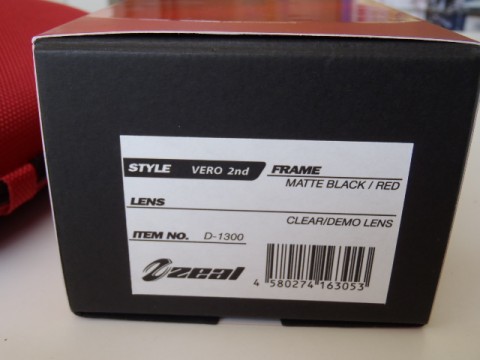 STYLE VERO 2nd FRAME
MATTE BLACK / RED
LENS
CLEAR/DEMO LENS
ITEM NO. D-1300
Zeal
4 580274 163053